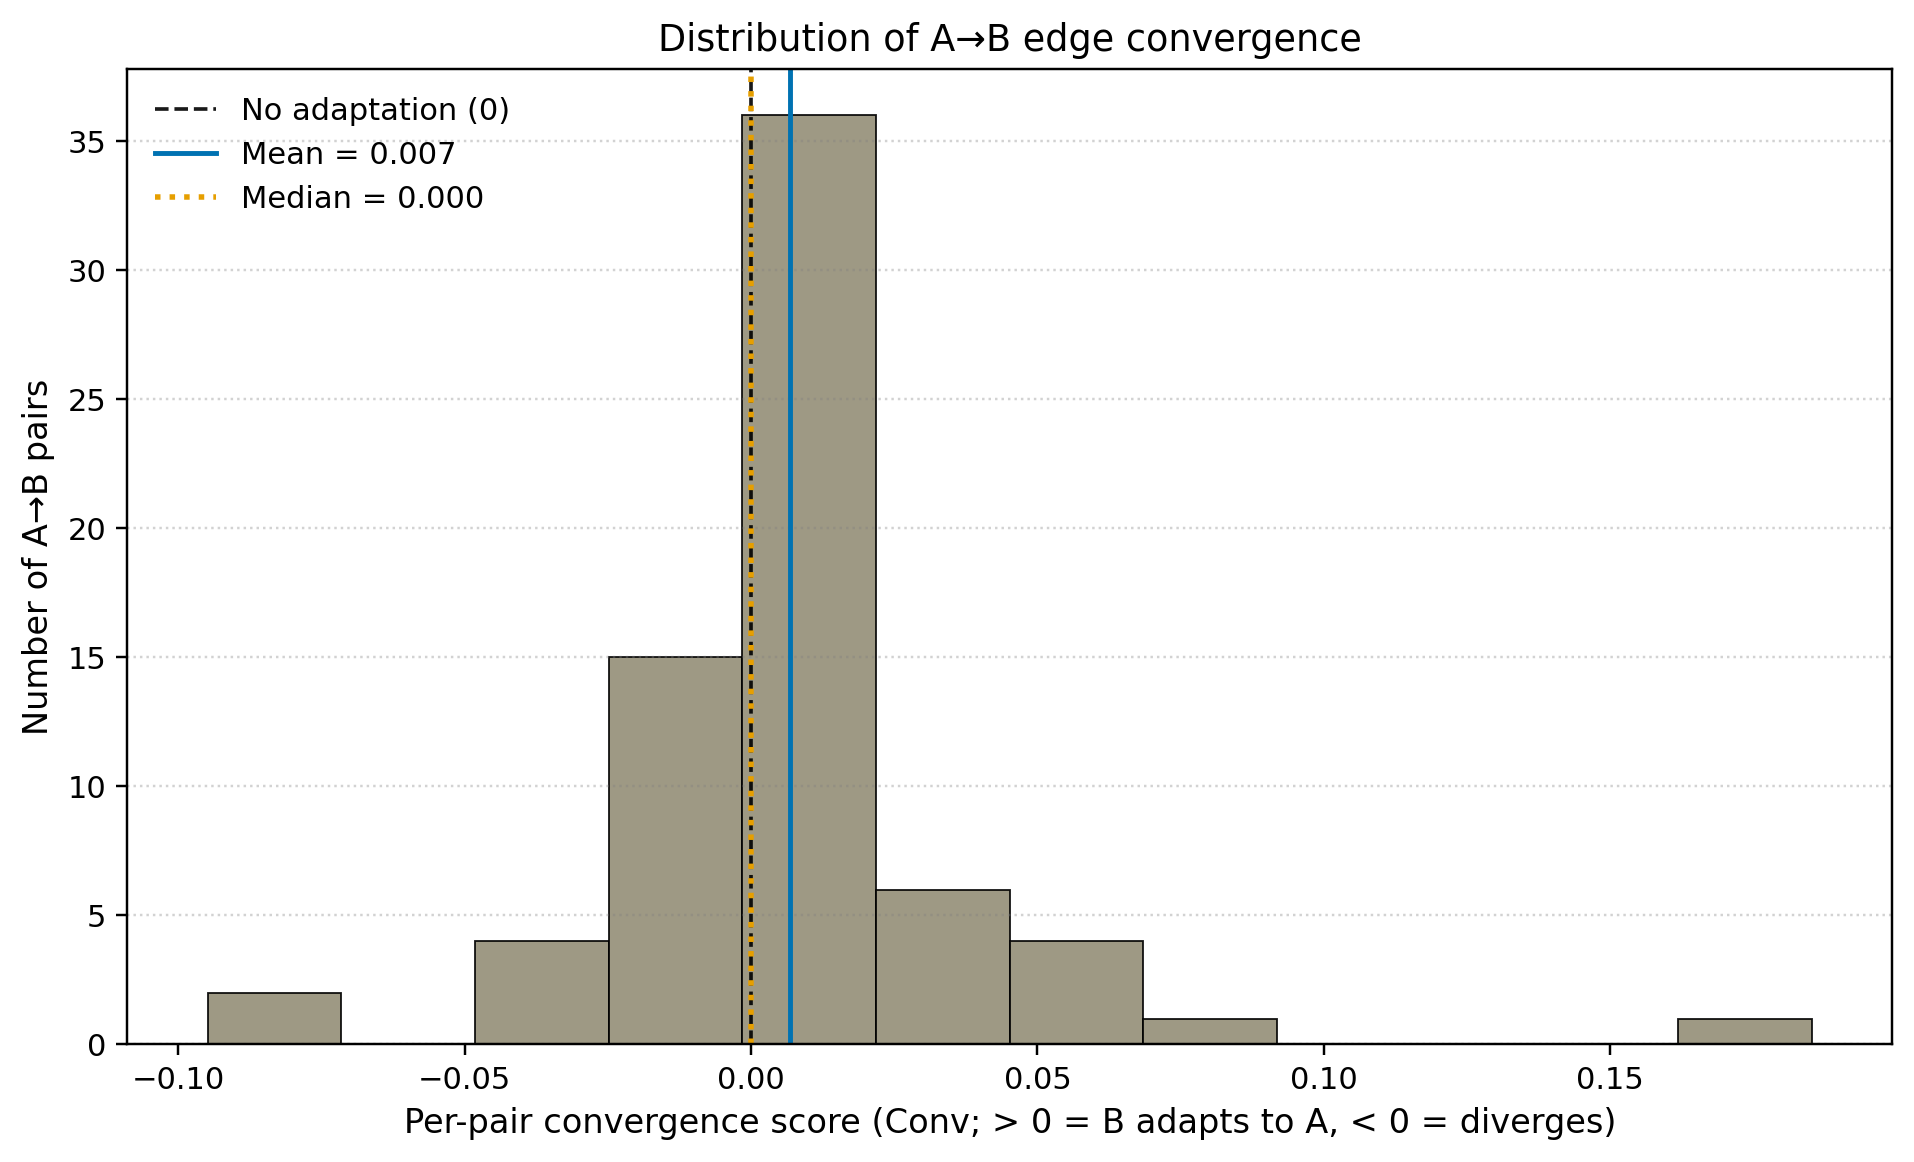 Distribution of A→B edge convergence
No adaptation (0)
Mean = 0.007
Median = 0.000
Number of A→B pairs
35
30
25
20
15
10
5
0
−0.10 −0.05 0.00 0.05 0.10 0.15
Per-pair convergence score (Conv; > 0 = B adapts to A, < 0 = diverges)